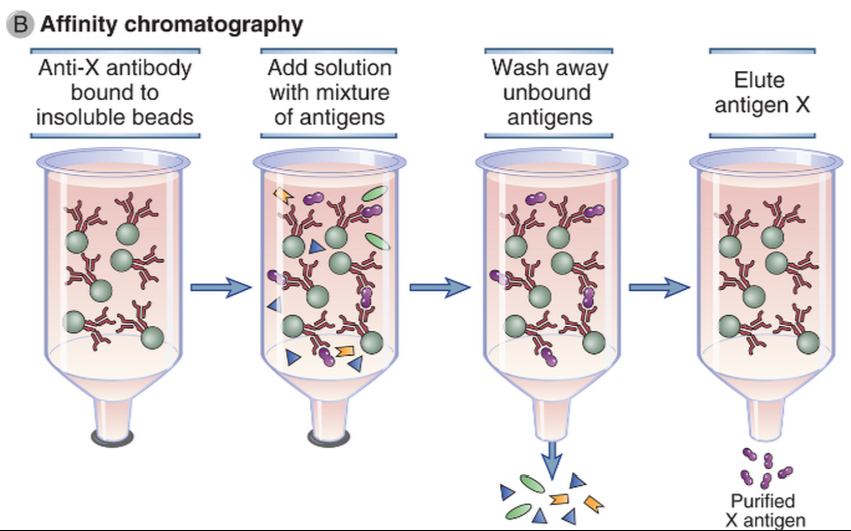 B Affinity chromatography
Anti-X antibody
bound to
insoluble beads
Add solution
with mixture
of antigens
Wash away
unbound
antigens
Elute
antigen X
Purified
X antigen